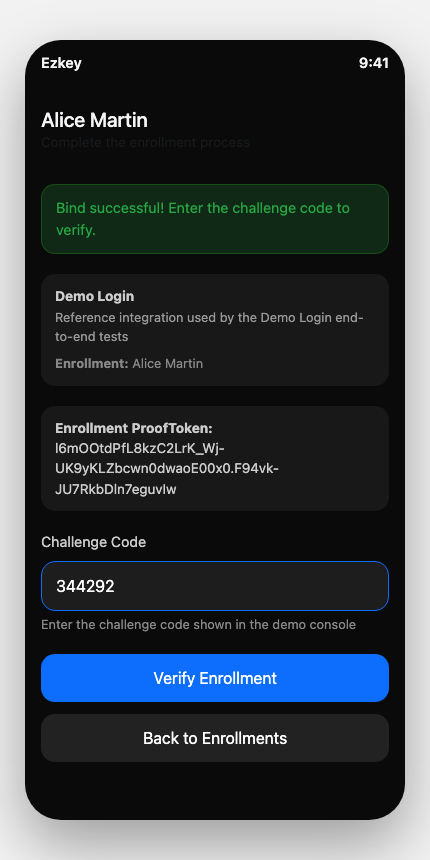 Ezkey 9:41
Alice Martin
Complete the enrollment process
Bind successful! Enter the challenge code to
verify.
Demo Login
Reference integration used by the Demo Login end-
to-end tests
Enrollment: Alice Martin
Enrollment ProofToken:
I6mOOtdPfL8kzC2LrK_Wj-
UK9yKLZbcwn0dwaoE00x0.F94vk-
JU7RkbDln7eguvlw
Challenge Code
344292
Enter the challenge code shown in the demo console
Verify Enrollment
Back to Enrollments